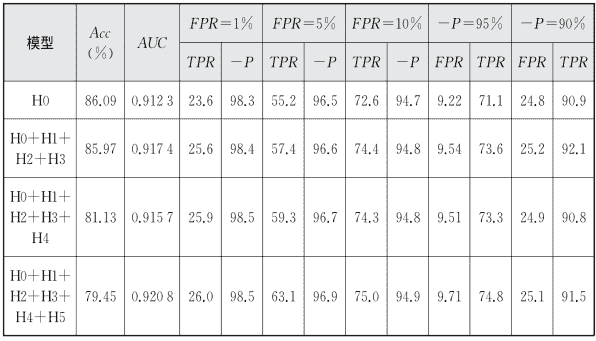 模型 Acc (%) AUC FPR=1% FPR=5% FPR=10% －P=95% －P=90%
TPR －P TPR －P TPR －P FPR TPR FPR TPR
H0 86.09 0.912 3 23.6 98.3 55.2 96.5 72.6 94.7 9.22 71.1 24.8 90.9
H0+H1+
H2+H3 85.97 0.917 4 25.6 98.4 57.4 96.6 74.4 94.8 9.54 73.6 25.2 92.1
H0+H1+
H2+H3+ 81.13 0.915 7 25.9 98.5 59.3 96.7 74.3 94.8 9.51 73.3 24.9 90.8
H4
H0+H1+
H2+H3+ 79.45 0.920 8 26.0 98.5 63.1 96.9 75.0 94.9 9.71 74.8 25.1 91.5
H4+H5